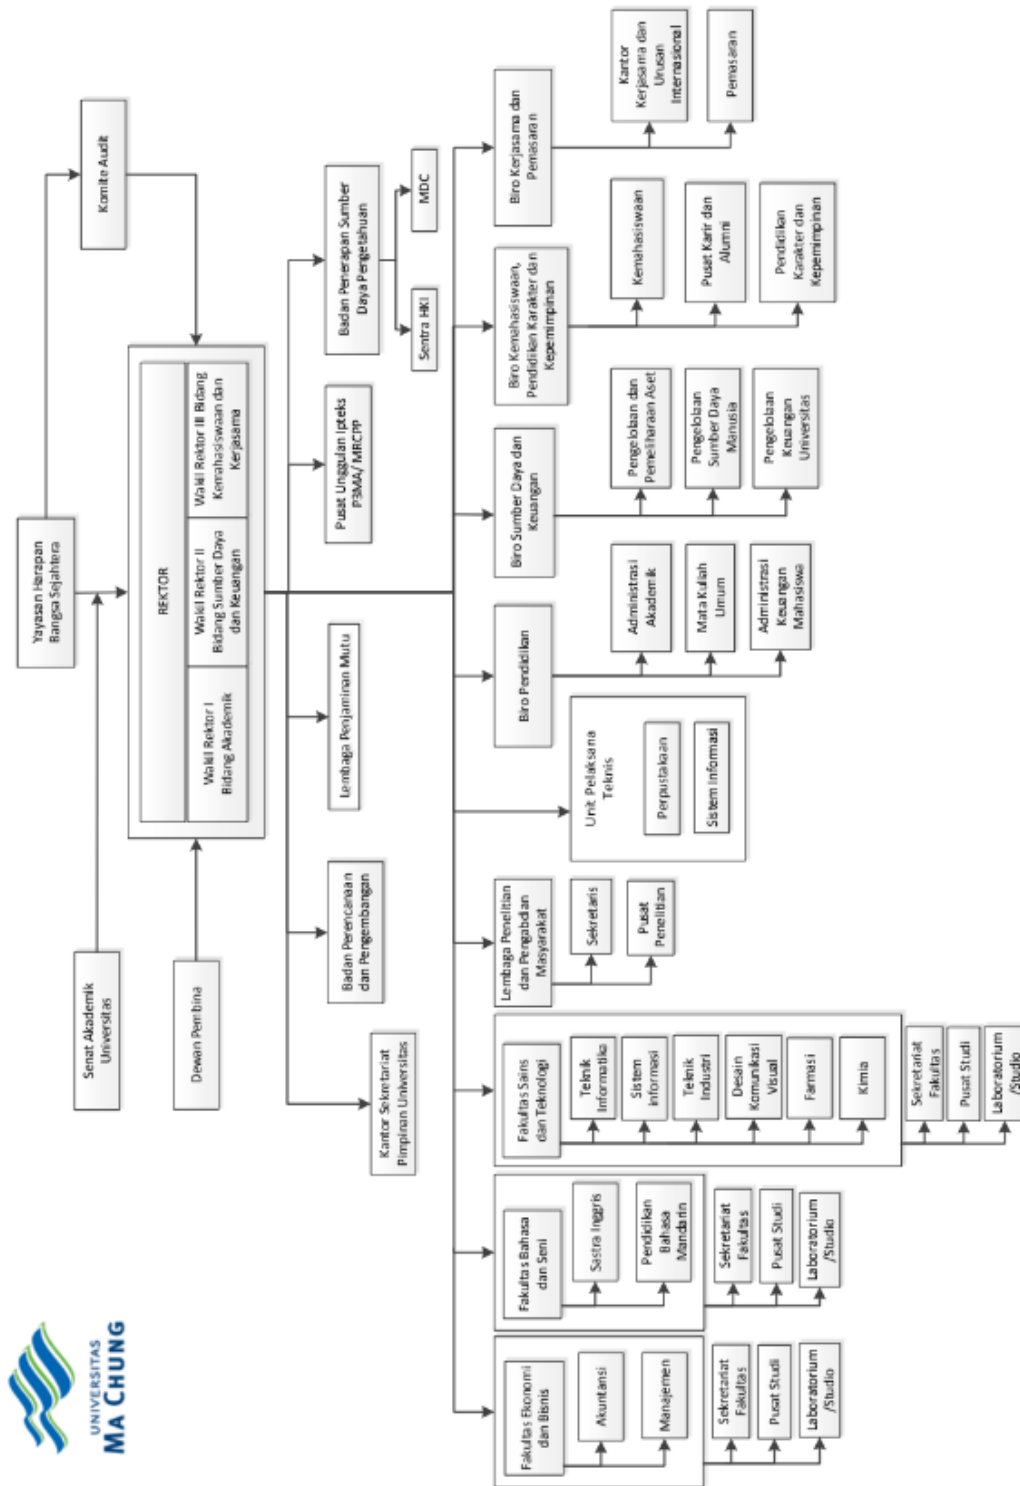 UNIVERSITAS
MA CHUNG
Yayasan Harapan
Bangsa Sejahtera
Senat Akademik
Universitas
Komite Audit
Dewan Pembina
REKTOR
Wakil Rektor I
Bidang Akademik
Wakil Rektor II
Bidang Sumber Daya
dan Keuangan
Wakil Rektor III Bidang
Kemahasiswaan dan
Kerjasama
Kantor Sekretariat
Pimpinan Universitas
Badan Perencanaan
dan Pengembangan
Lembaga Penjaminan Mutu
Pusat Unggulan Ipteks
P3MA/ MRCPP
Badan Penerapan Sumber
Daya Pengetahuan
Sentra HKI
MDC
Fakultas Ekonomi
dan Bisnis
Akuntansi
Manajemen
Sekretariat
Fakultas
Pusat Studi
Laboratorium
/Studio
Fakultas Bahasa
dan Seni
Sastra Inggris
Pendidikan
Bahasa
Mandarin
Sekretariat
Fakultas
Pusat Studi
Laboratorium
/Studio
Fakultas Sains
dan Teknologi
Teknik
Informatika
Sistem
informasi
Teknik
Industri
Desain
Komunikasi
Visual
Farmasi
Kimia
Sekretariat
Fakultas
Pusat Studi
Laboratorium
/Studio
Lembaga Penelitian
dan Pengabdian
Masyarakat
Sekretaris
Pusat
Penelitian
Unit Pelaksana
Teknis
Perpustakaan
Sistem Informasi
Biro Pendidikan
Administrasi
Akademik
Mata Kuliah
Umum
Administrasi
Keuangan
Mahasiswa
Biro Sumber Daya dan
Keuangan
Pengelolaan dan
Pemeliharaan Aset
Pengelolaan
Sumber Daya
Manusia
Pengelolaan
Keuangan
Universitas
Biro Kemahasiswaan,
Pendidikan Karakter dan
Kepemimpinan
Kemahasiswaan
Pusat Karir dan
Alumni
Pendidikan
Karakter dan
Kepemimpinan
Biro Kerjasama dan
Pemasaran
Kantor
Kerjasama dan
Urusan
Internasional
Pemasaran